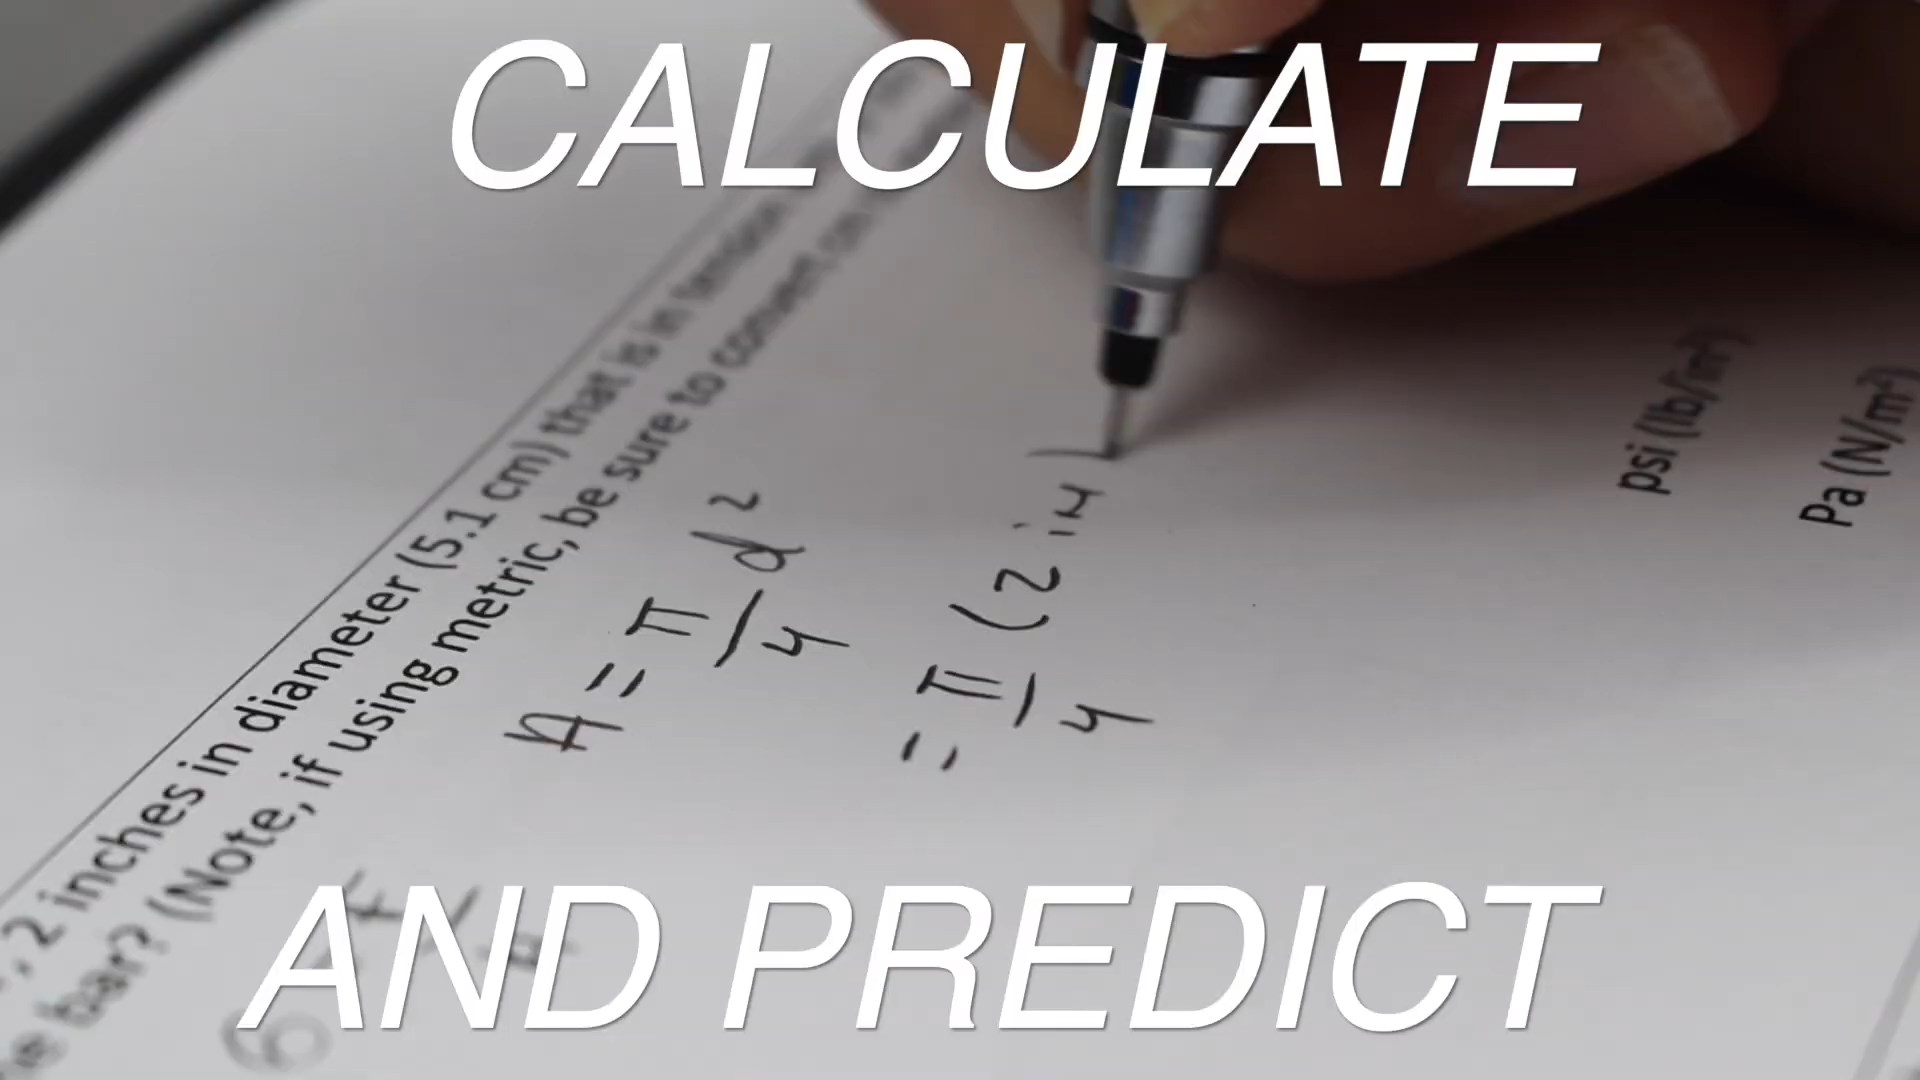 CALCULATE
, 2 inches in diameter (5.1 cm) that is in tension
bar? (Note, if using metric, be sure to convert cm
A = π/4 d²
= π/4 (2 in)
psi (lb/in²)
Pa (N/m²)
σ = F/A
AND PREDICT